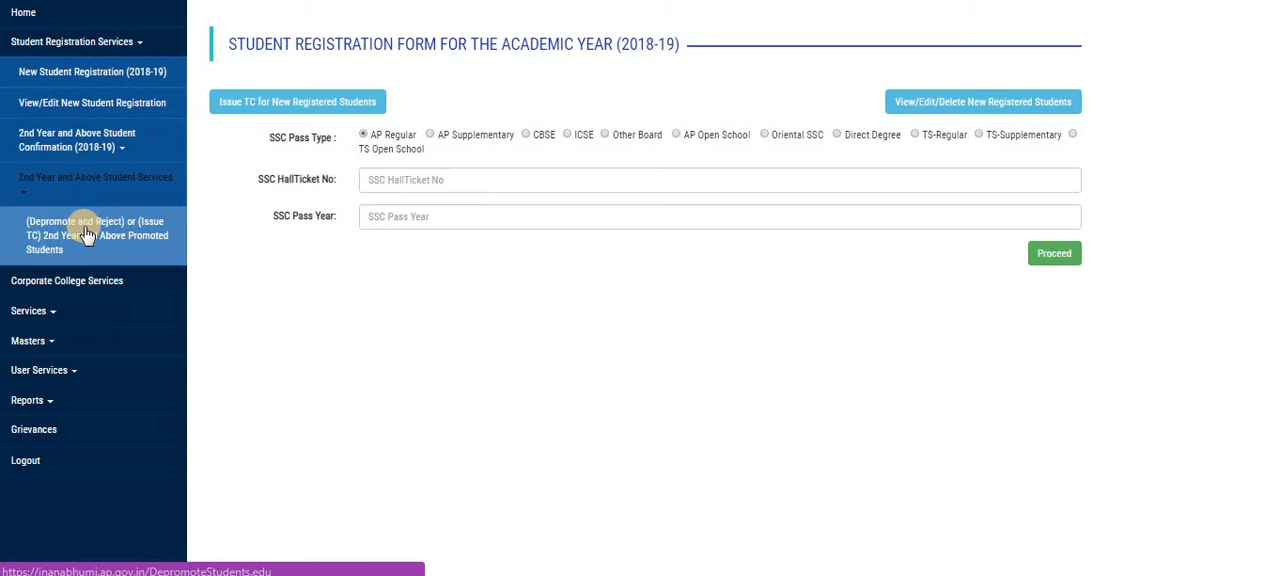 Home
Student Registration Services
New Student Registration (2018-19)
View/Edit New Student Registration
2nd Year and Above Student
Confirmation (2018-19)
2nd Year and Above Student Services
(Depromote and Reject) or (Issue
TC) 2nd Year Above Promoted
Students
Corporate College Services
Services
Masters
User Services
Reports
Grievances
Logout
STUDENT REGISTRATION FORM FOR THE ACADEMIC YEAR (2018-19)
Issue TC for New Registered Students
View/Edit/Delete New Registered Students
SSC Pass Type : AP Regular AP Supplementary CBSE ICSE Other Board AP Open School Oriental SSC Direct Degree TS-Regular TS-Supplementary
TS Open School
SSC HallTicket No: SSC HallTicket No
SSC Pass Year: SSC Pass Year
Proceed
https://jnanabhumi.ap.gov.in/DepromoteStudents.edu